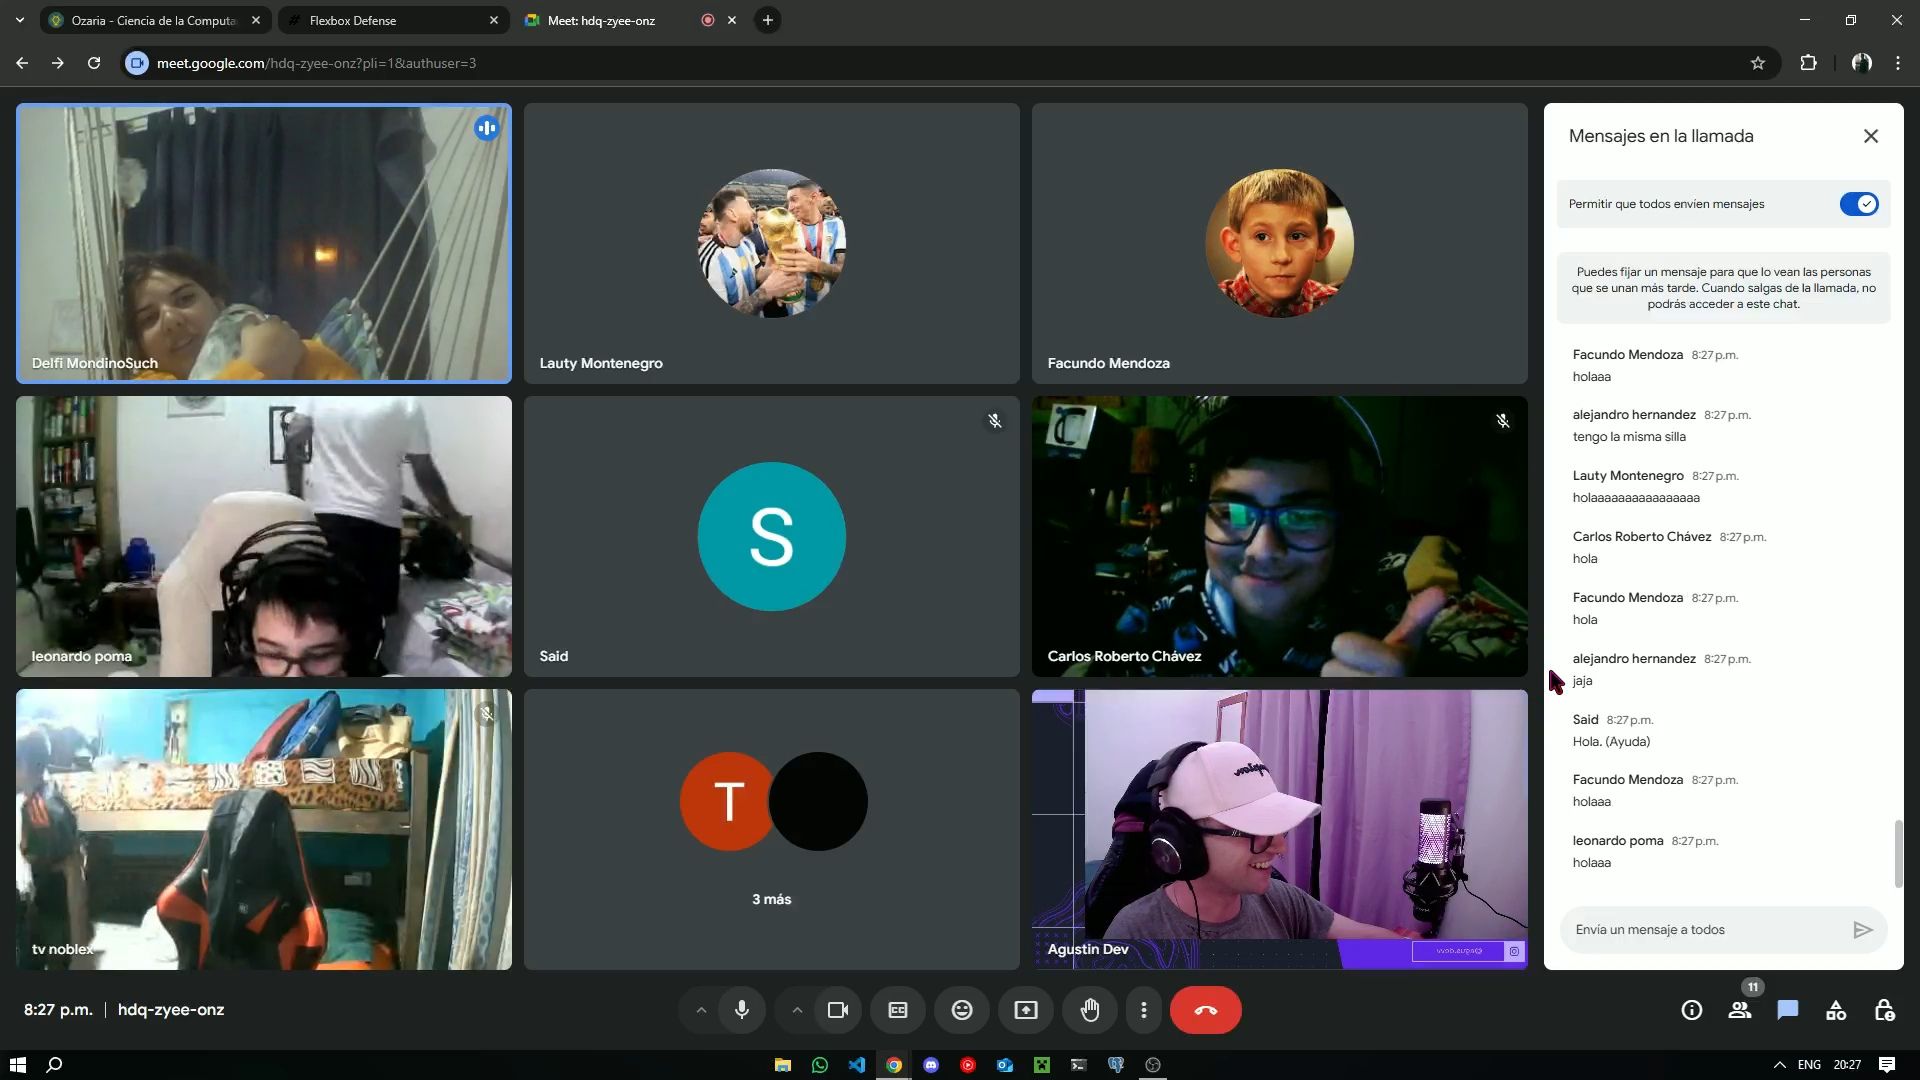 Ozaria - Ciencia de la Computa
Flexbox Defense
Meet: hdq-zyee-onz
meet.google.com/hdq-zyee-onz?pli=1&authuser=3
Delfi MondinoSuch
Lauty Montenegro
Facundo Mendoza
leonardo poma
S
Said
Carlos Roberto Chávez
tv noblex
T
3 más
Agustin Dev
Mensajes en la llamada
Permitir que todos envíen mensajes
Puedes fijar un mensaje para que lo vean las personas
que se unan más tarde. Cuando salgas de la llamada, no
podrás acceder a este chat.
Facundo Mendoza 8:27 p.m.
holaaa
alejandro hernandez 8:27 p.m.
tengo la misma silla
Lauty Montenegro 8:27 p.m.
holaaaaaaaaaaaaaaaa
Carlos Roberto Chávez 8:27 p.m.
hola
Facundo Mendoza 8:27 p.m.
hola
alejandro hernandez 8:27 p.m.
jaja
Said 8:27 p.m.
Hola. (Ayuda)
Facundo Mendoza 8:27 p.m.
holaaa
leonardo poma 8:27 p.m.
holaaa
Envía un mensaje a todos
8:27 p.m. | hdq-zyee-onz
11
ENG 20:27